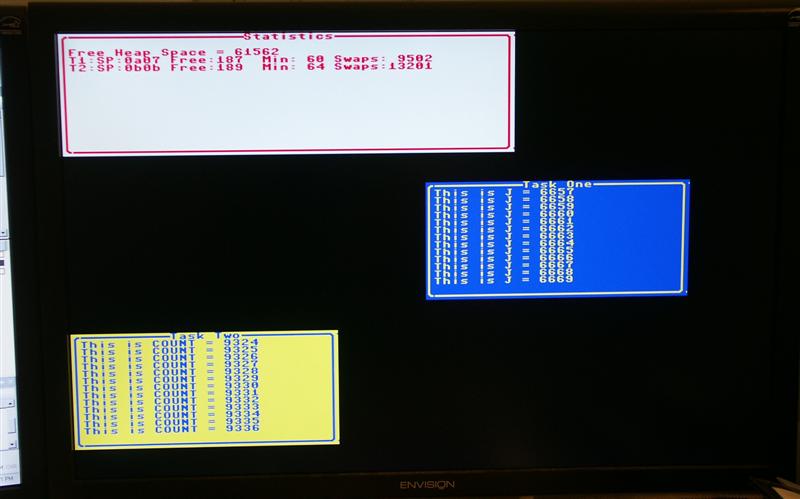 Statistics
Free Heap Space = 61562
T1:SP:0a07 Free:187 Min: 60 Swaps: 9502
T2:SP:0b0b Free:189 Min: 64 Swaps:13201
Task One
This is J = 6657
This is J = 6658
This is J = 6659
This is J = 6660
This is J = 6661
This is J = 6662
This is J = 6663
This is J = 6664
This is J = 6665
This is J = 6666
This is J = 6667
This is J = 6668
This is J = 6669
Task Two
This is COUNT = 9324
This is COUNT = 9325
This is COUNT = 9326
This is COUNT = 9327
This is COUNT = 9328
This is COUNT = 9329
This is COUNT = 9330
This is COUNT = 9331
This is COUNT = 9332
This is COUNT = 9333
This is COUNT = 9334
This is COUNT = 9335
This is COUNT = 9336
ENVISION